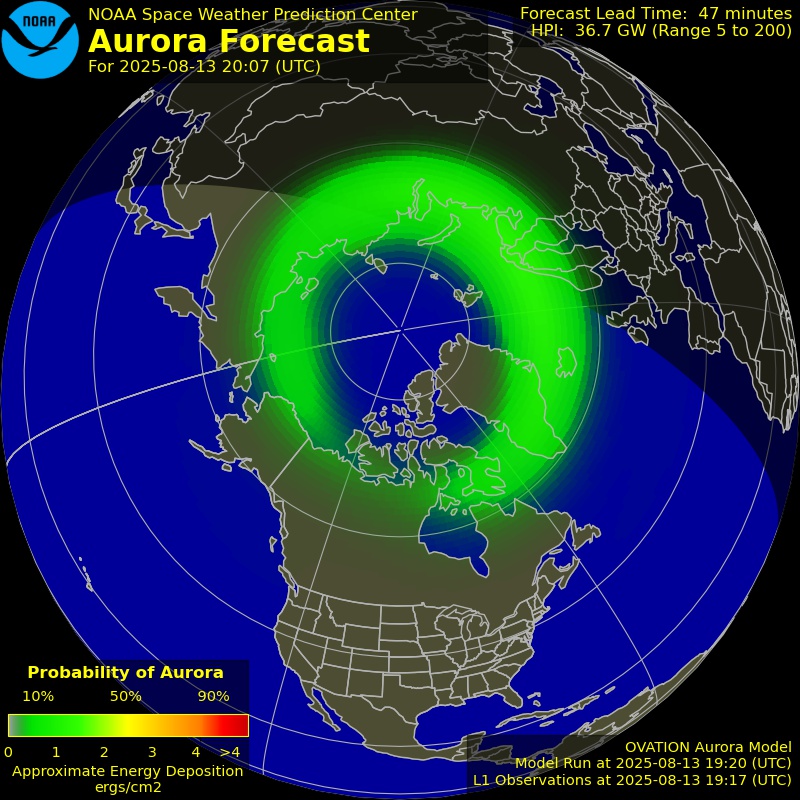 NOAA
NOAA Space Weather Prediction Center
Aurora Forecast
For 2025-08-13 20:07 (UTC)
Forecast Lead Time: 47 minutes
HPI: 36.7 GW (Range 5 to 200)
Probability of Aurora
10% 50% 90%
0 1 2 3 4 >4
Approximate Energy Deposition
ergs/cm2
OVATION Aurora Model
Model Run at 2025-08-13 19:20 (UTC)
L1 Observations at 2025-08-13 19:17 (UTC)